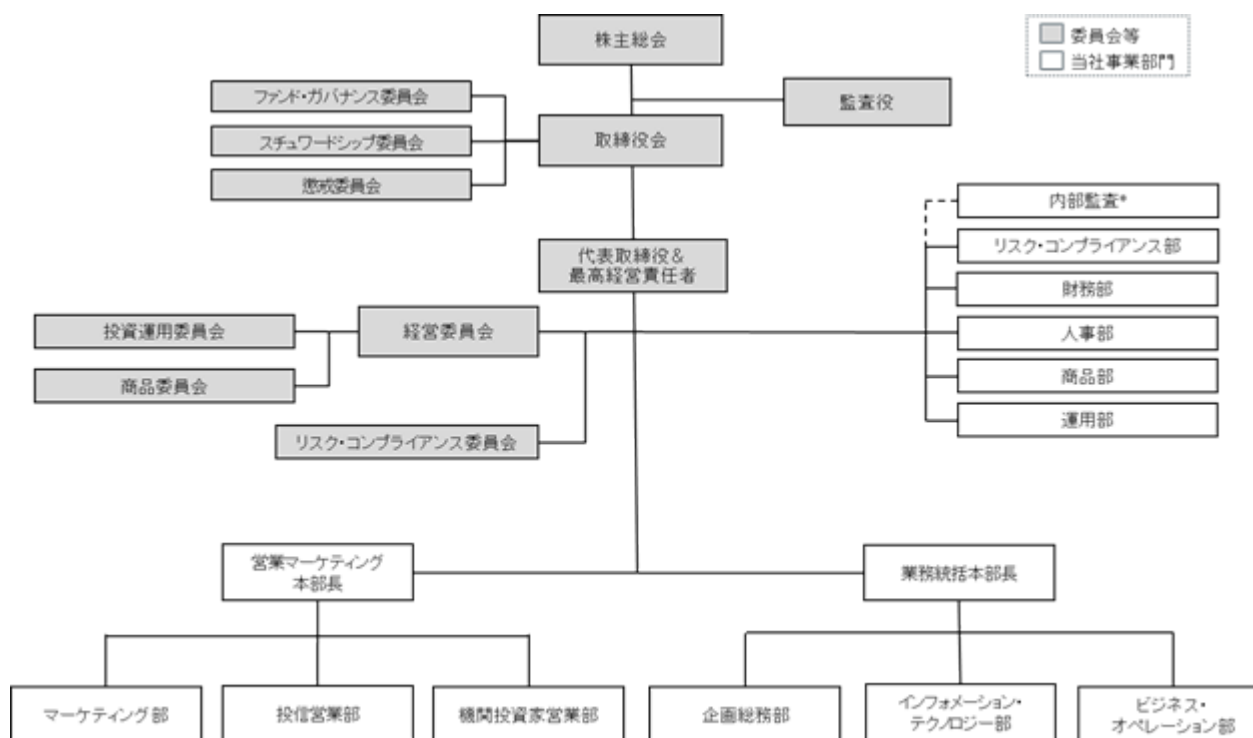 株主総会
委員会等
当社事業部門
ファンド・ガバナンス委員会
監査役
スチュワードシップ委員会
取締役会
懲戒委員会
内部監査*
リスク・コンプライアンス部
代表取締役&
最高経営責任者
財務部
投資運用委員会
経営委員会
人事部
商品委員会
商品部
リスク・コンプライアンス委員会
運用部
営業マーケティング
本部長
業務統括本部長
マーケティング部
投信営業部
機関投資家営業部
企画総務部
インフォメーション・
テクノロジー部
ビジネス・
オペレーション部